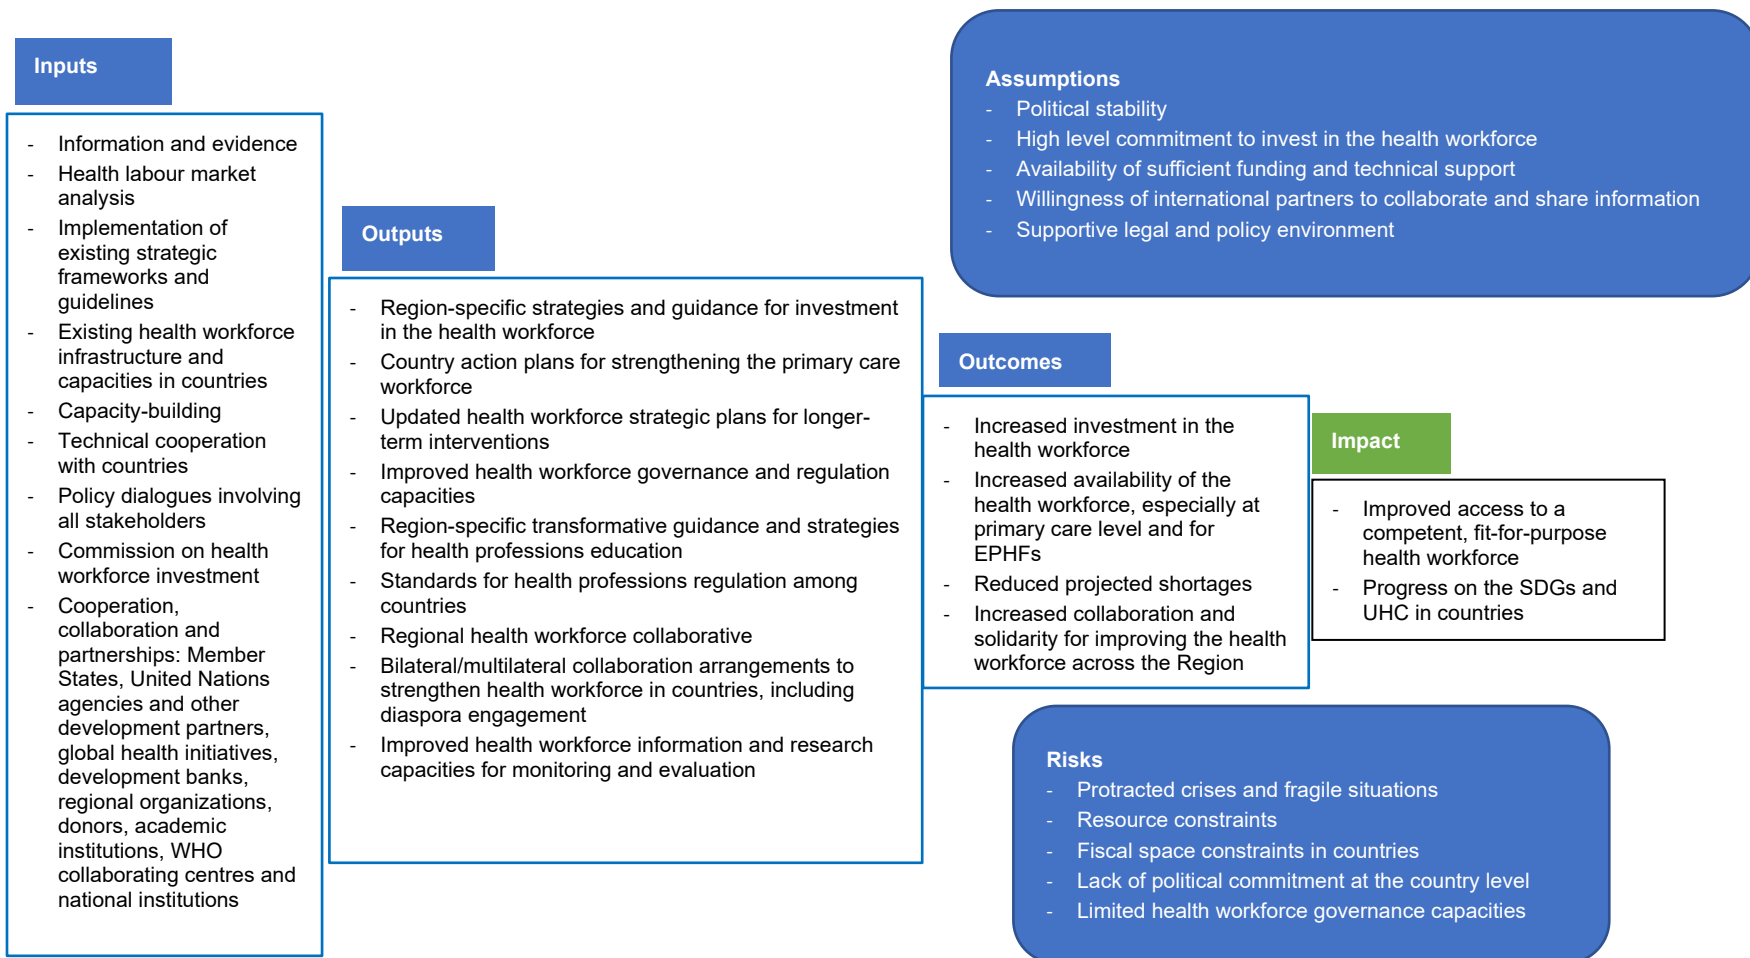 Inputs
- Information and evidence
- Health labour market
analysis
- Implementation of
existing strategic
frameworks and
guidelines
- Existing health workforce
infrastructure and
capacities in countries
- Capacity-building
- Technical cooperation
with countries
- Policy dialogues involving
all stakeholders
- Commission on health
workforce investment
- Cooperation,
collaboration and
partnerships: Member
States, United Nations
agencies and other
development partners,
global health initiatives,
development banks,
regional organizations,
donors, academic
institutions, WHO
collaborating centres and
national institutions
Outputs
- Region-specific strategies and guidance for investment
in the health workforce
- Country action plans for strengthening the primary care
workforce
- Updated health workforce strategic plans for longer-
term interventions
- Improved health workforce governance and regulation
capacities
- Region-specific transformative guidance and strategies
for health professions education
- Standards for health professions regulation among
countries
- Regional health workforce collaborative
- Bilateral/multilateral collaboration arrangements to
strengthen health workforce in countries, including
diaspora engagement
- Improved health workforce information and research
capacities for monitoring and evaluation
Assumptions
- Political stability
- High level commitment to invest in the health workforce
- Availability of sufficient funding and technical support
- Willingness of international partners to collaborate and share information
- Supportive legal and policy environment
Outcomes
- Increased investment in the
health workforce
- Increased availability of the
health workforce, especially at
primary care level and for
EPHFs
- Reduced projected shortages
- Increased collaboration and
solidarity for improving the health
workforce across the Region
Impact
- Improved access to a
competent, fit-for-purpose
health workforce
- Progress on the SDGs and
UHC in countries
Risks
- Protracted crises and fragile situations
- Resource constraints
- Fiscal space constraints in countries
- Lack of political commitment at the country level
- Limited health workforce governance capacities